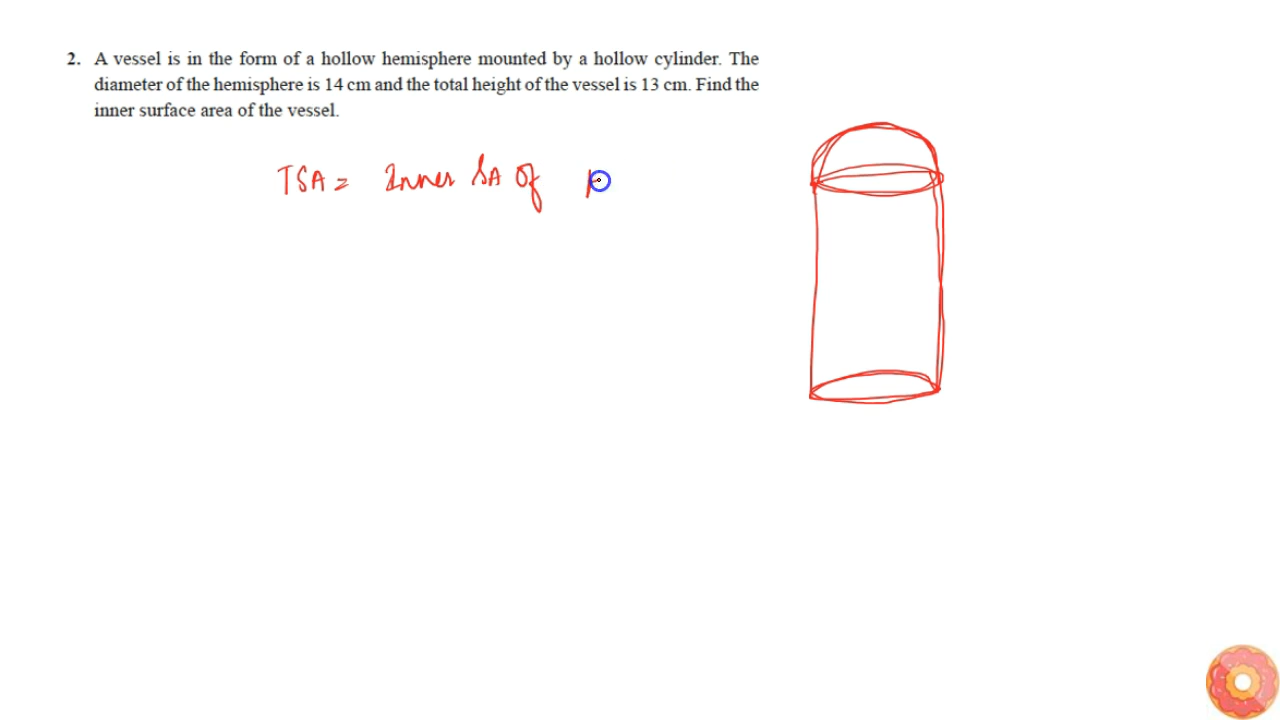 2. A vessel is in the form of a hollow hemisphere mounted by a hollow cylinder. The
diameter of the hemisphere is 14 cm and the total height of the vessel is 13 cm. Find the
inner surface area of the vessel.
TSA = Inner SA of